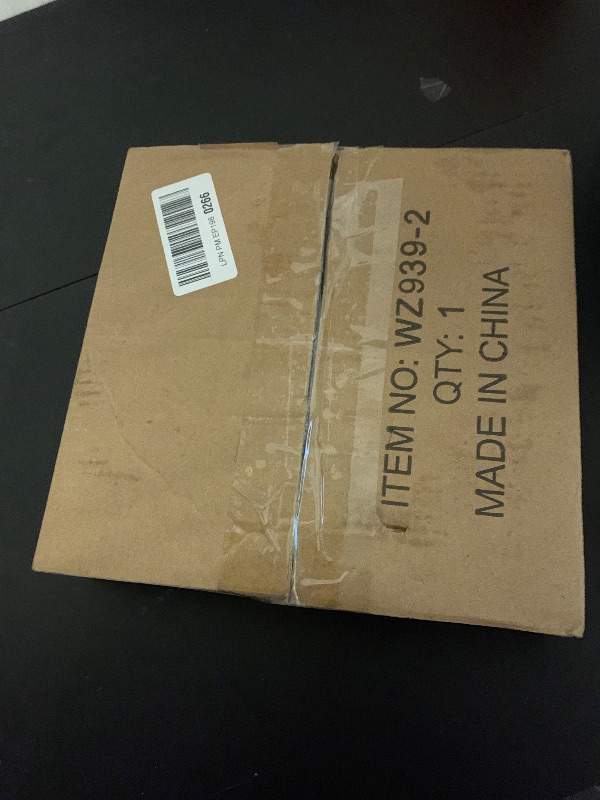 LPN PM EP198 0266
ITEM NO: WZ939-2
QTY: 1
MADE IN CHINA